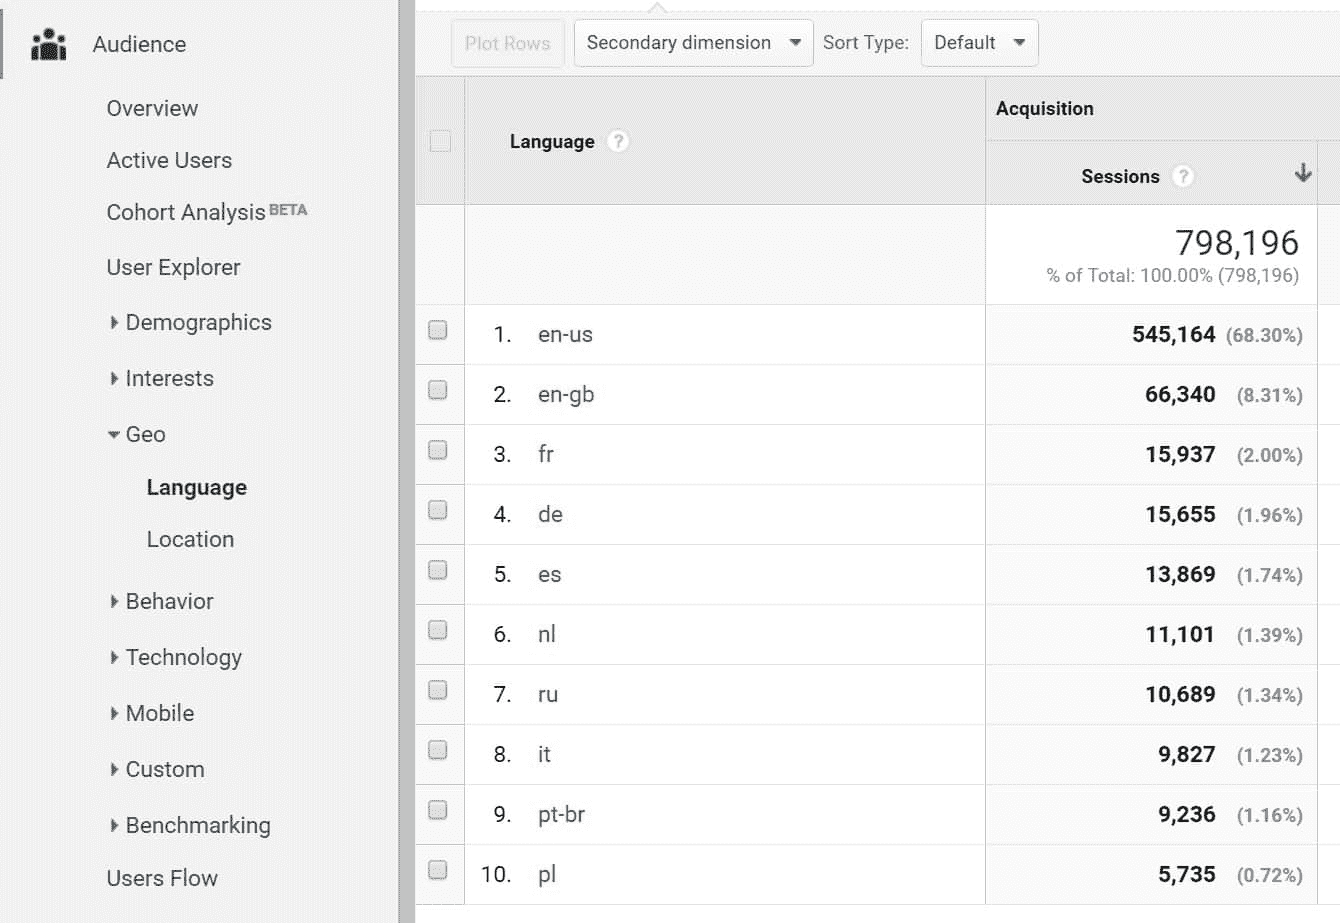 Audience
Overview
Active Users
Cohort Analysis BETA
User Explorer
Demographics
Interests
Geo
Language
Location
Behavior
Technology
Mobile
Custom
Benchmarking
Users Flow
Plot Rows Secondary dimension Sort Type: Default
Acquisition
Language ?
Sessions ?
798,196
% of Total: 100.00% (798,196)
1. en-us 545,164 (68.30%)
2. en-gb 66,340 (8.31%)
3. fr 15,937 (2.00%)
4. de 15,655 (1.96%)
5. es 13,869 (1.74%)
6. nl 11,101 (1.39%)
7. ru 10,689 (1.34%)
8. it 9,827 (1.23%)
9. pt-br 9,236 (1.16%)
10. pl 5,735 (0.72%)